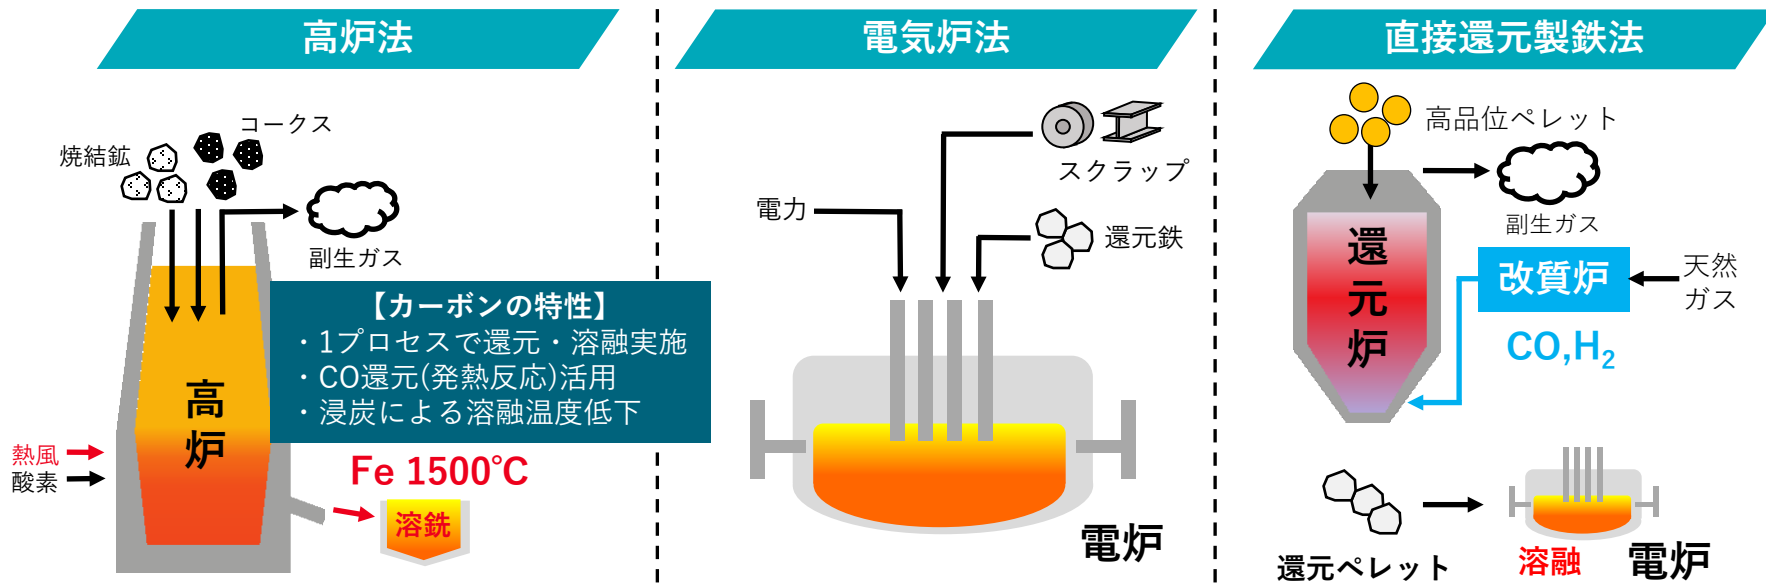 高炉法
焼結鉱
コークス
副生ガス
【カーボンの特性】
・1プロセスで還元・溶融実施
・CO還元(発熱反応)活用
・浸炭による溶融温度低下
高炉
熱風
酸素
Fe 1500℃
溶銑
電気炉法
スクラップ
電力
還元鉄
電炉
直接還元製鉄法
高品位ペレット
副生ガス
還元炉
改質炉
天然
ガス
CO,H₂
還元ペレット
溶融
電炉